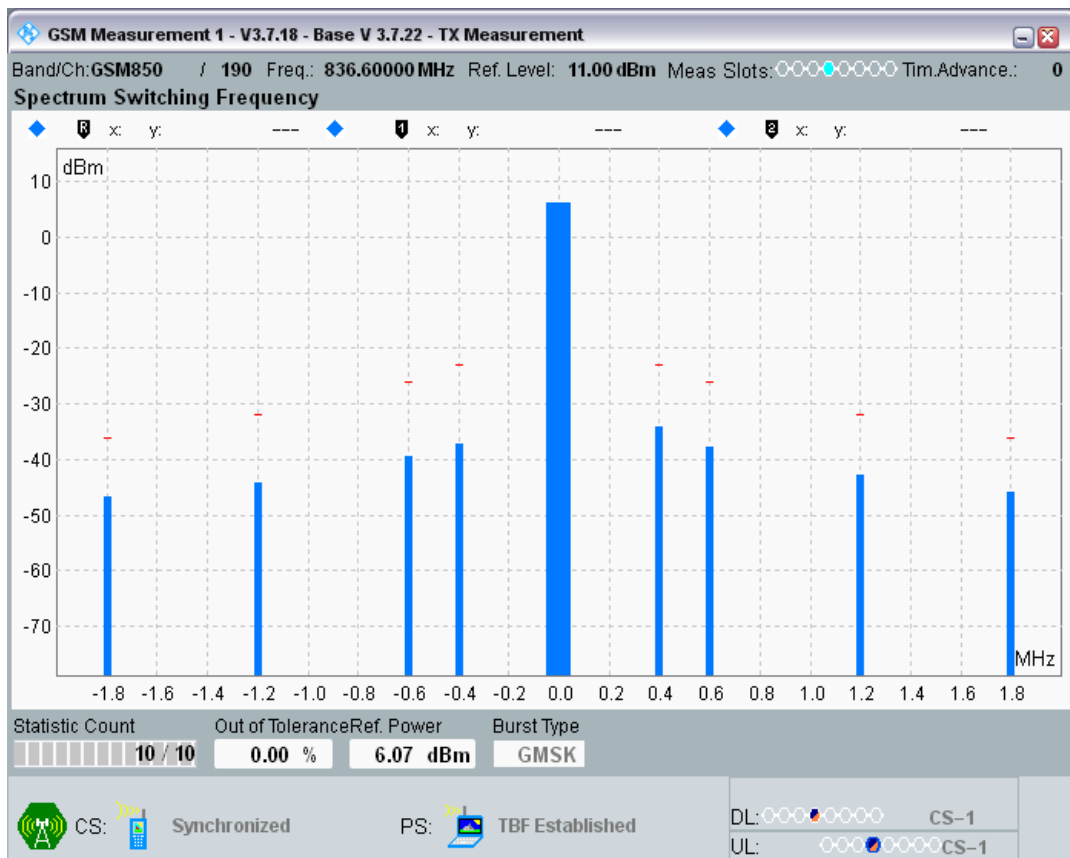 GSM Measurement 1 - V3.7.18 - Base V 3.7.22 - TX Measurement
Band/Ch:GSM850 / 190 Freq.: 836.60000 MHz Ref. Level: 11.00 dBm Meas Slots: Tim.Advance.: 0
Spectrum Switching Frequency
R x: y: --- 1 x: y: --- 2 x: y: ---
dBm
10
0
-10
-20
-30
-40
-50
-60
-70
MHz
-1.8 -1.6 -1.4 -1.2 -1.0 -0.8 -0.6 -0.4 -0.2 0.0 0.2 0.4 0.6 0.8 1.0 1.2 1.4 1.6 1.8
Statistic Count Out of Tolerance Ref. Power Burst Type
10 / 10 0.00 % 6.07 dBm GMSK
CS: Synchronized PS: TBF Established DL: CS-1
UL: CS-1